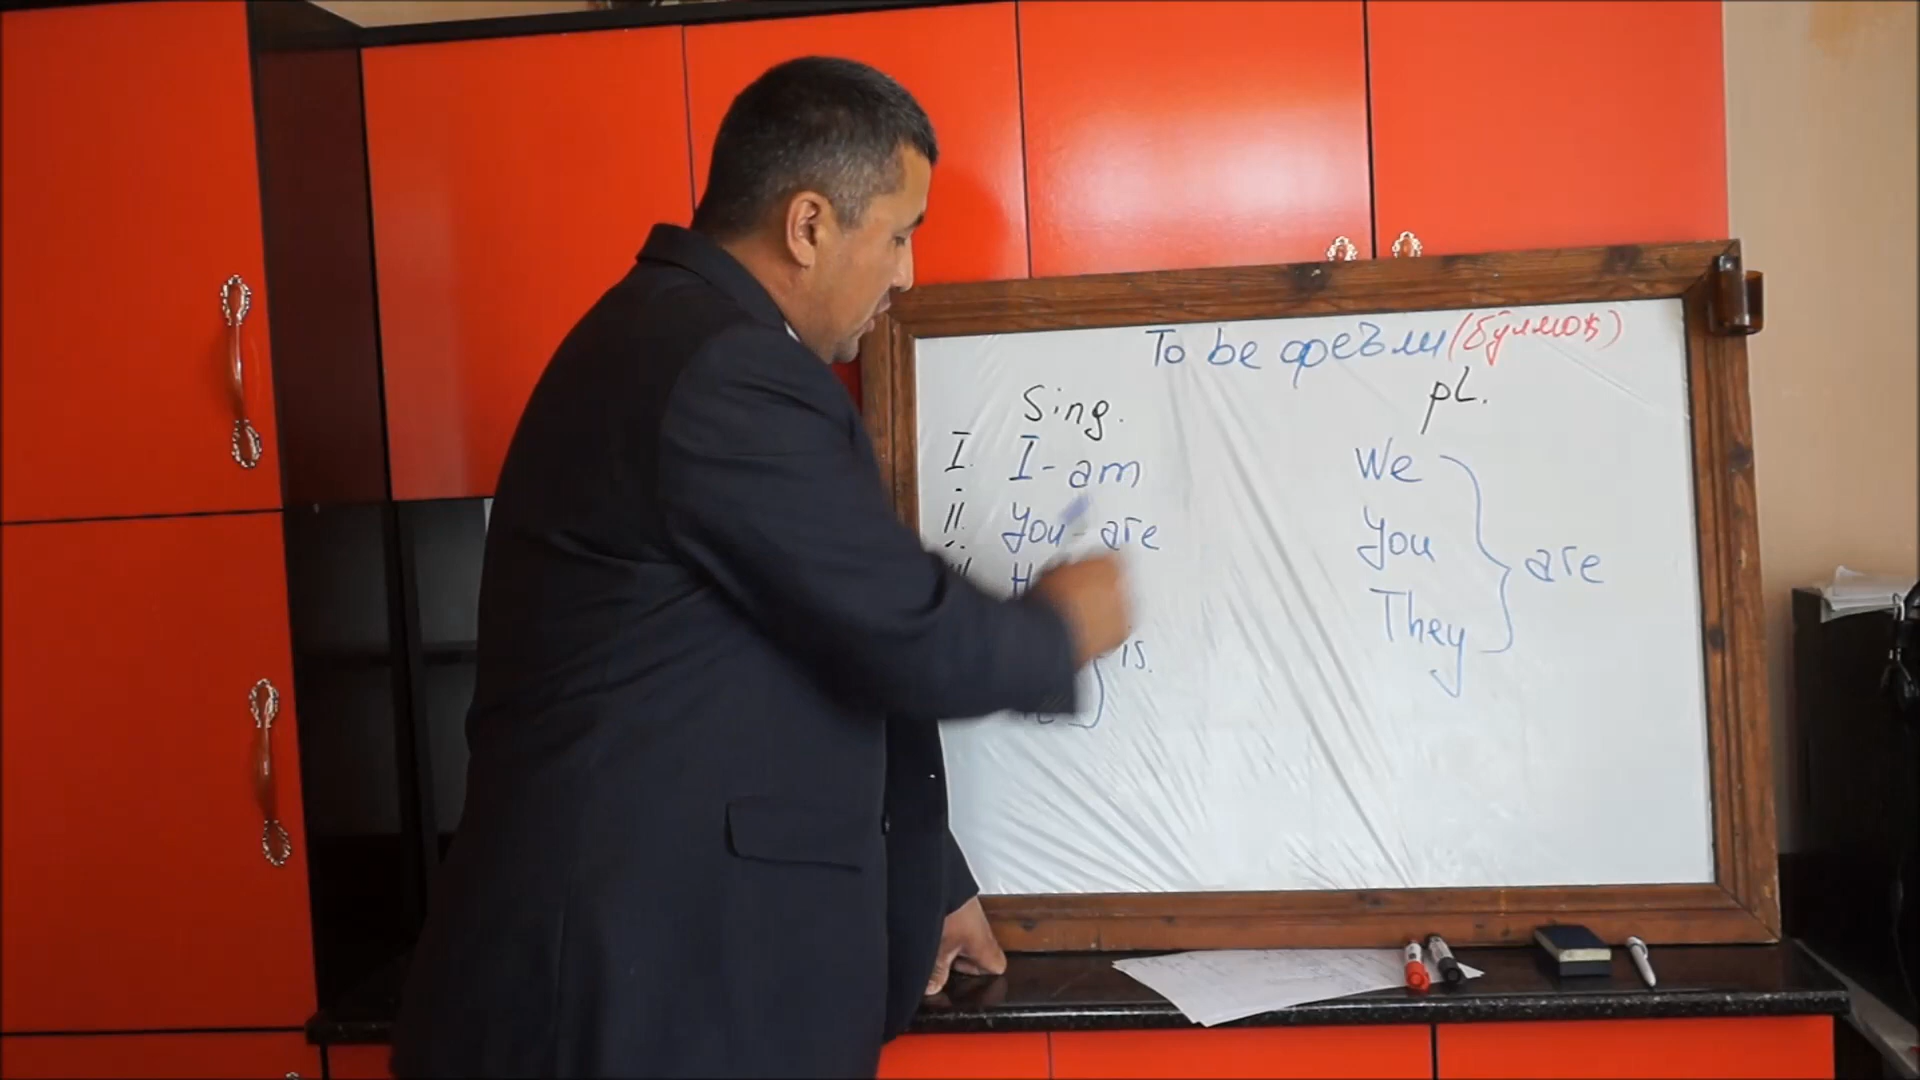 To be феъли (бўлмоқ)
Sing. pl.
I. I - am We
II. You - are You
are
They
is.